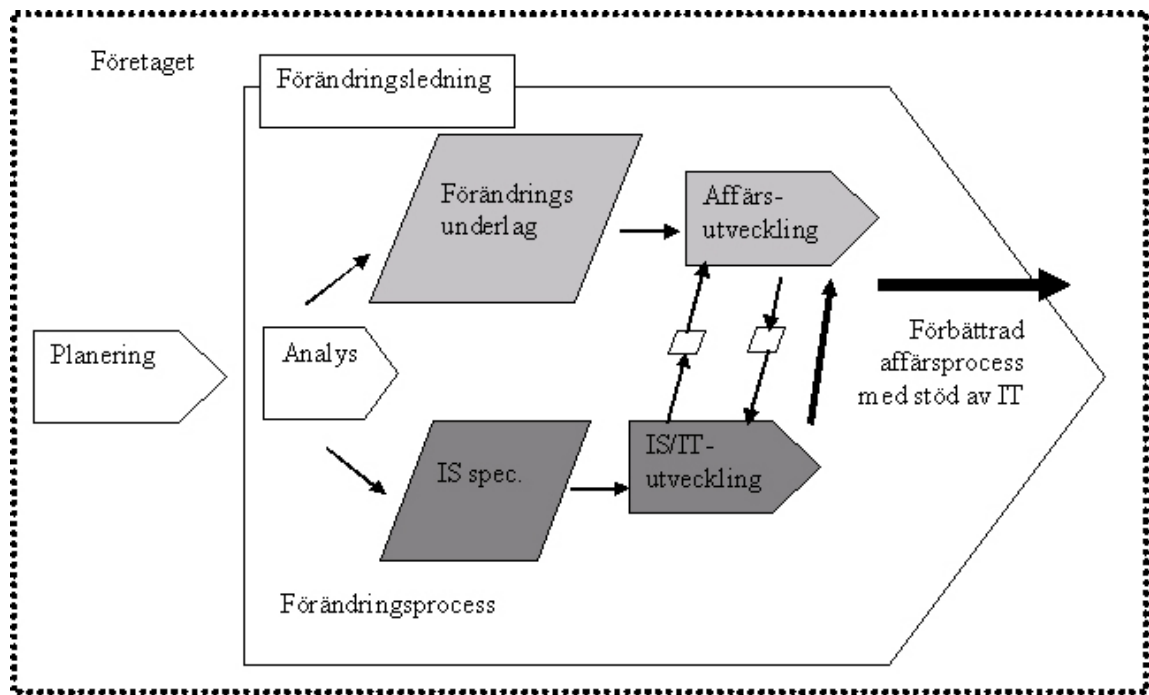 Företaget
Förändringsledning
Förändrings
underlag
Affärs-
utveckling
Planering
Analys
Förbättrad
affärsprocess
med stöd av IT
IS spec.
IS/IT-
utveckling
Förändringsprocess